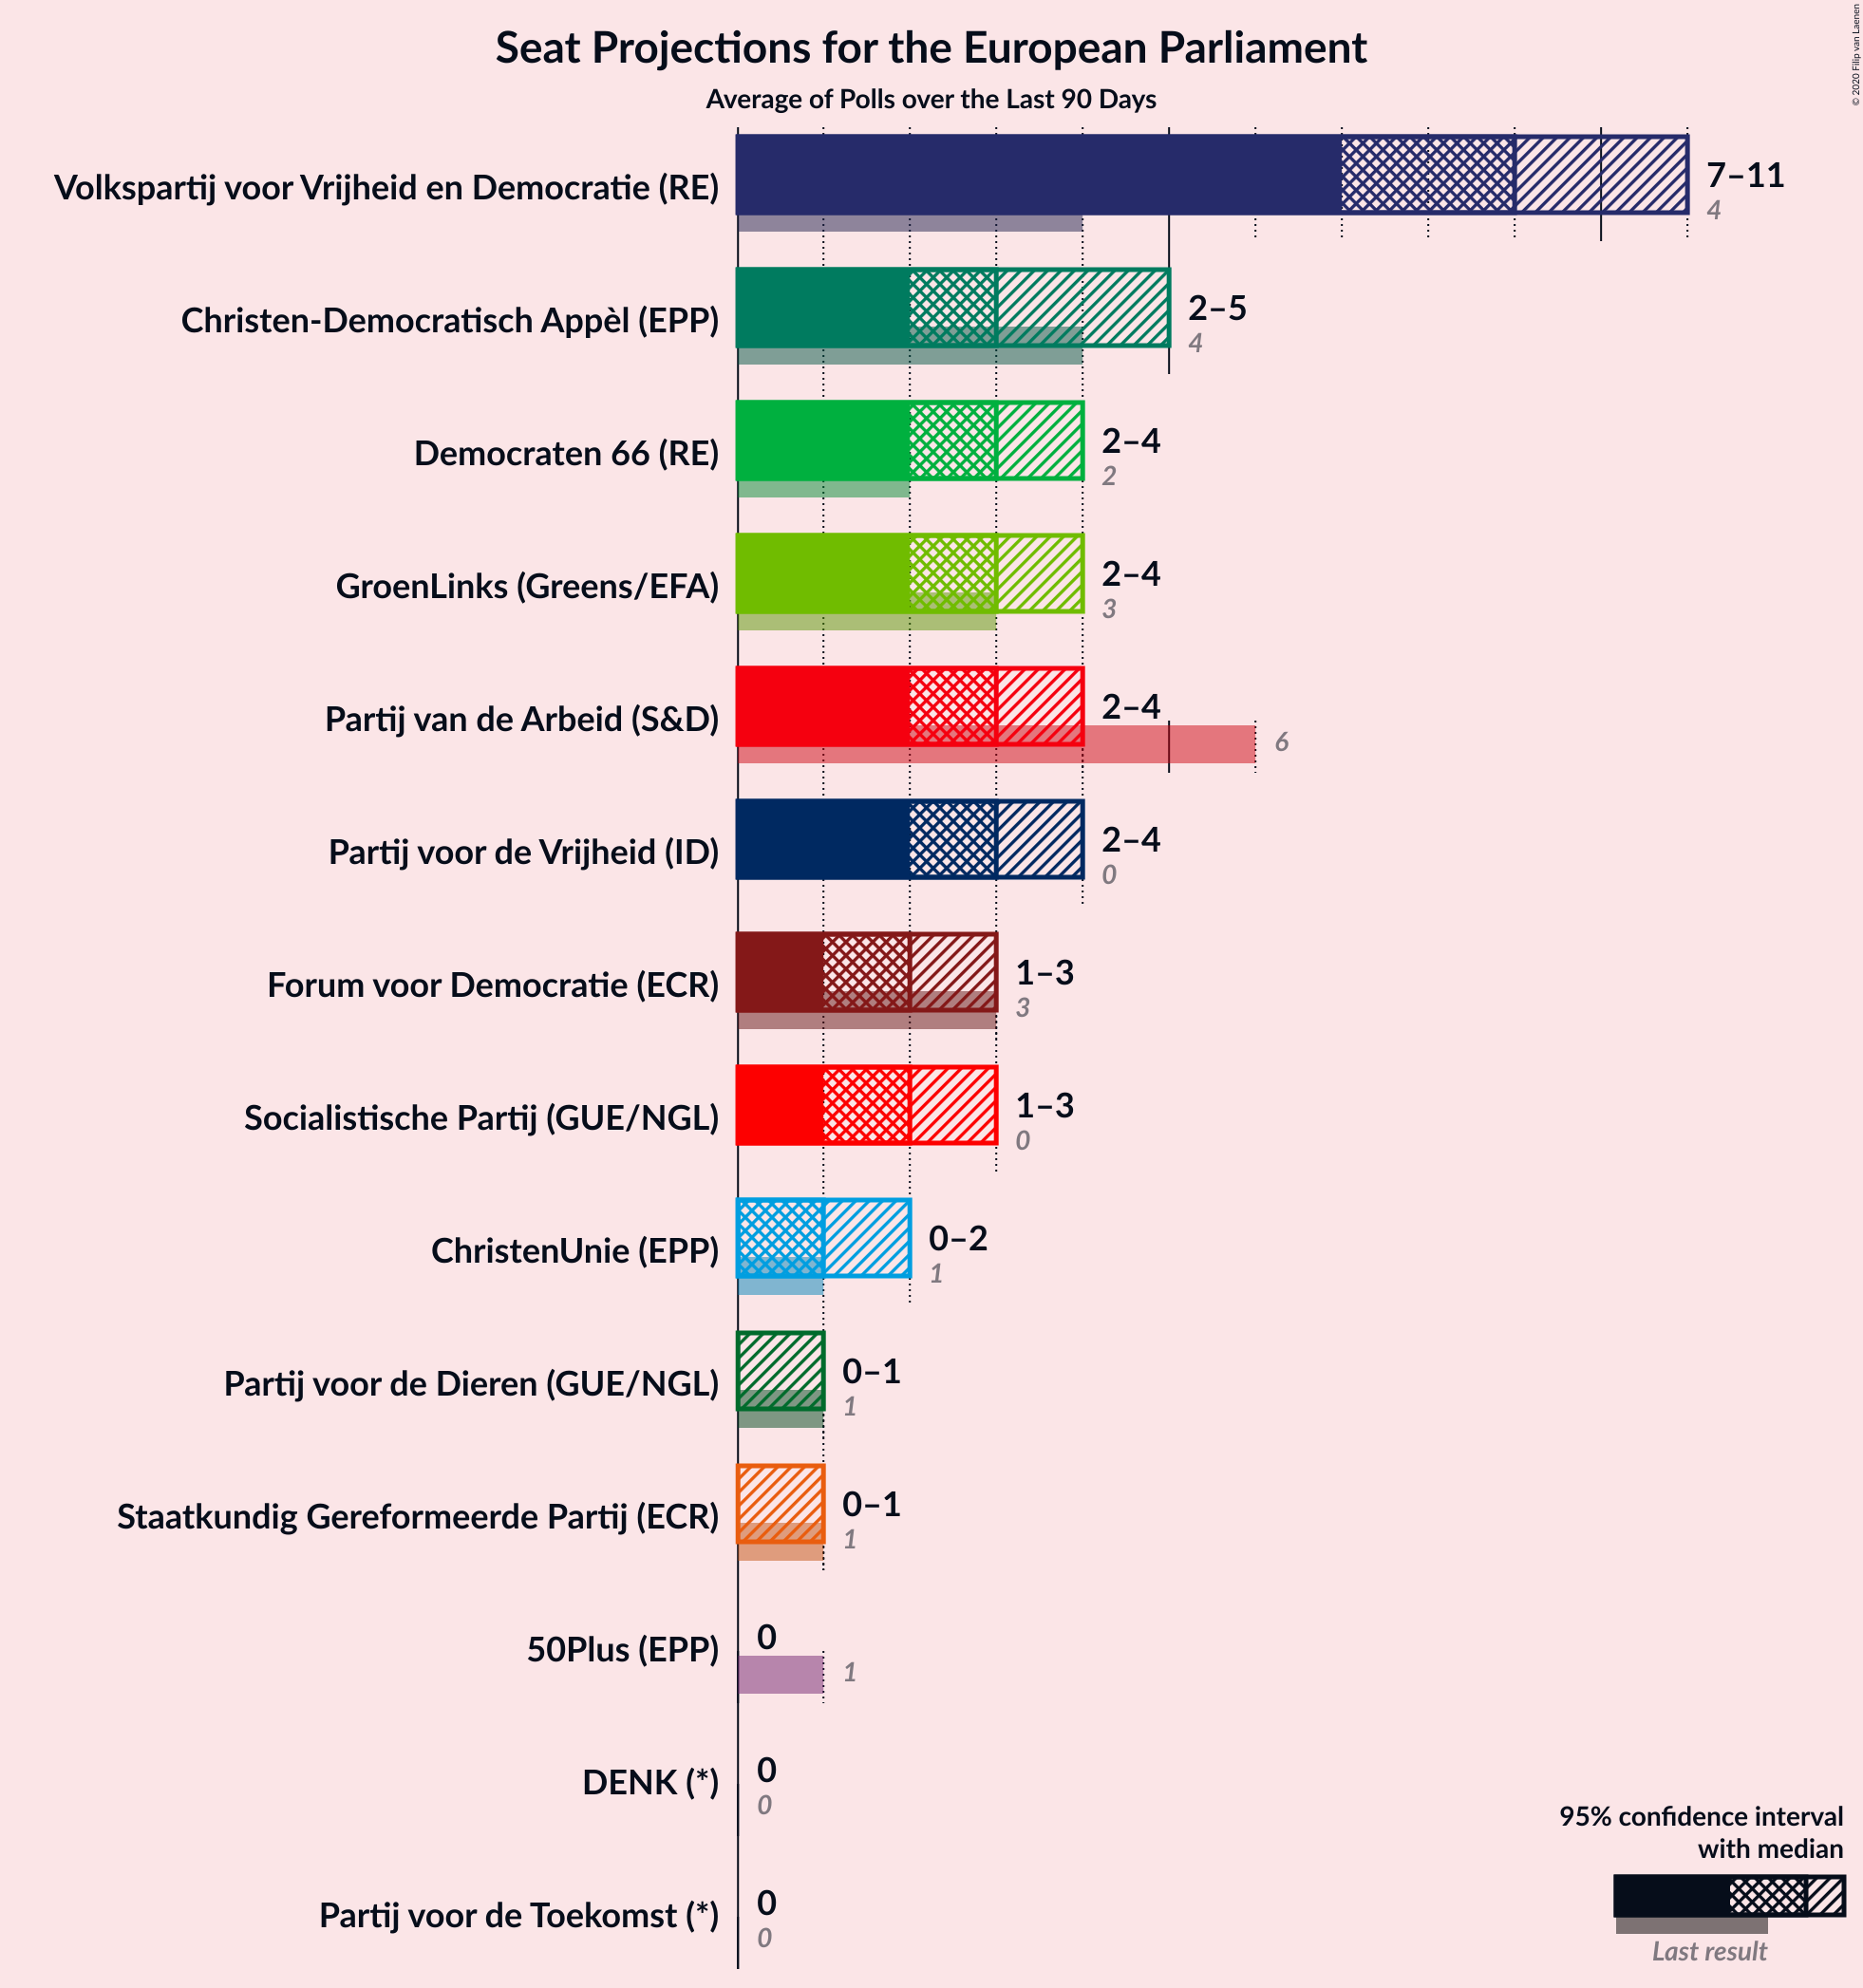 Seat Projections for the European Parliament
Average of Polls over the Last 90 Days
© 2020 Filip van Laenen
Volkspartij voor Vrijheid en Democratie (RE)
7–11
4
Christen-Democratisch Appèl (EPP)
2–5
4
Democraten 66 (RE)
2–4
2
GroenLinks (Greens/EFA)
2–4
3
Partij van de Arbeid (S&D)
2–4
6
Partij voor de Vrijheid (ID)
2–4
0
Forum voor Democratie (ECR)
1–3
3
Socialistische Partij (GUE/NGL)
1–3
0
ChristenUnie (EPP)
0–2
1
Partij voor de Dieren (GUE/NGL)
0–1
1
Staatkundig Gereformeerde Partij (ECR)
0–1
1
50Plus (EPP)
0
1
DENK (*)
0
0
Partij voor de Toekomst (*)
0
0
95% confidence interval
with median
Last result